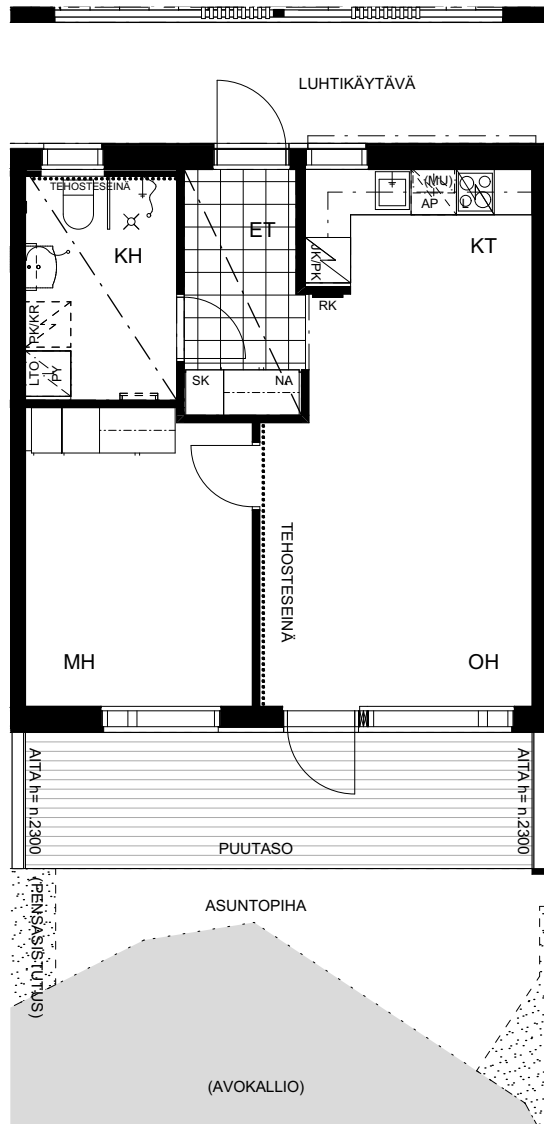 LUHTIKÄYTÄVÄ
TEHOSTESEINÄ
KH
ET
(MU)
AP
L
KT
JK/PK
RK
PK/KR
LTO.
PY
SK
NA
TEHOSTESEINÄ
MH
OH
AITA h= n.2300
AITA h= n.2300
PUUTASO
(PENSASISTUTUS)
ASUNTOPIHA
(AVOKALLIO)